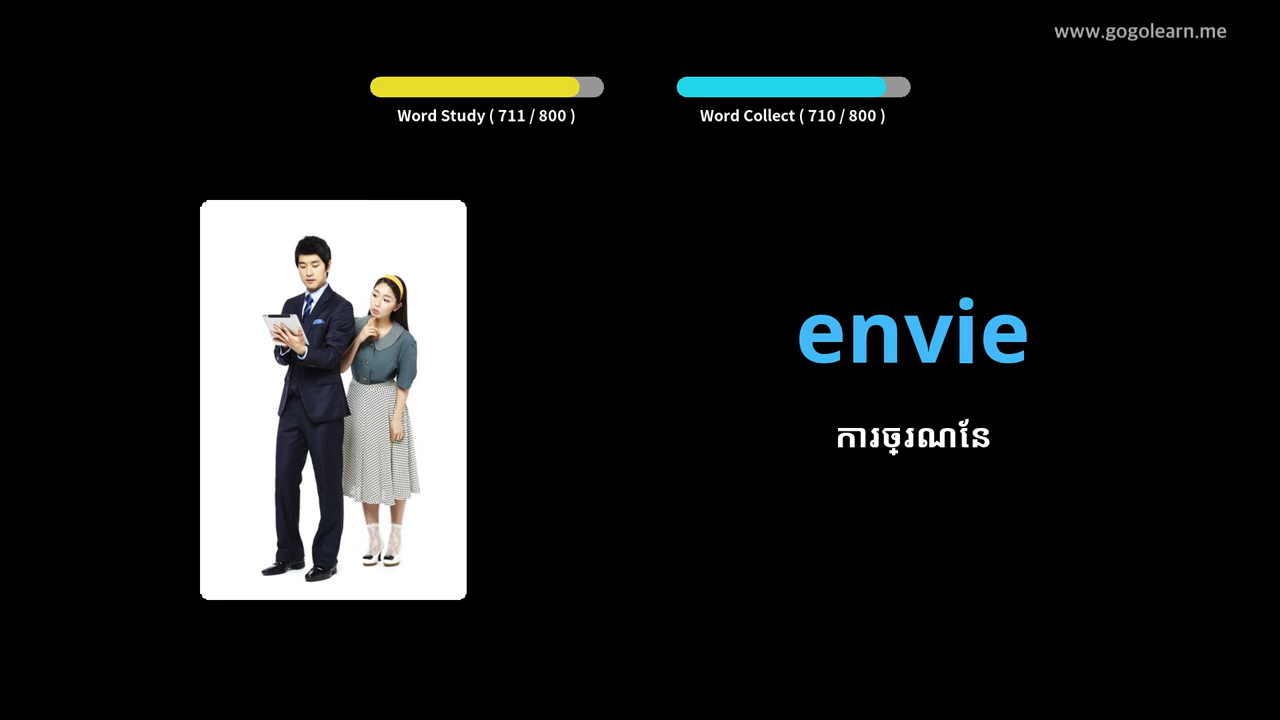 www.gogolearn.me
Word Study ( 711 / 800 )
Word Collect ( 710 / 800 )
envie
ការច្រណែន